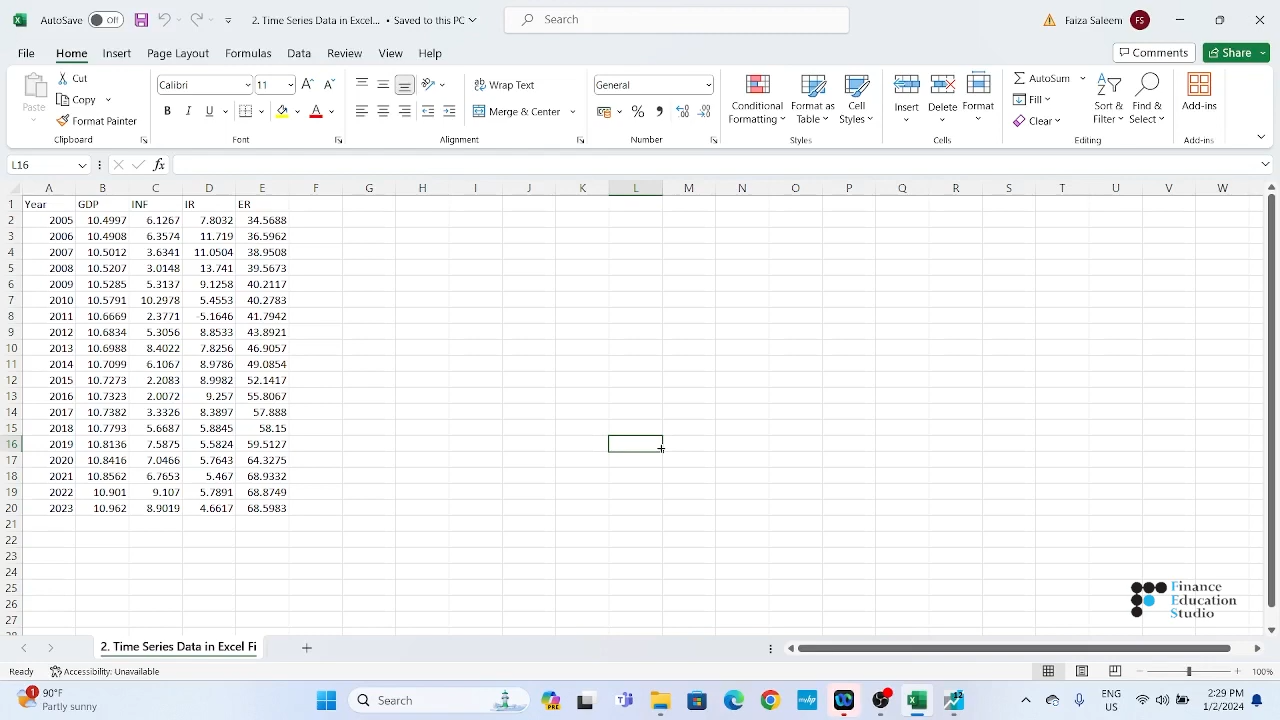 AutoSave Off 2. Time Series Data in Excel... • Saved to this PC Search Faiza Saleem FS
File Home Insert Page Layout Formulas Data Review View Help Comments Share
Paste Cut Copy Format Painter Clipboard
Calibri 11 B I U A Font
Wrap Text Merge & Center Alignment
General % , Number
Conditional Formatting Format as Table Cell Styles Styles
Insert Delete Format Cells
AutoSum Fill Clear Sort & Filter Find & Select Editing
Add-ins Add-ins
L16 fx
A B C D E F G H I J K L M N O P Q R S T U V W
1 Year GDP INF IR ER
2 2005 10.4997 6.1267 7.8032 34.5688
3 2006 10.4908 6.3574 11.719 36.5962
4 2007 10.5012 3.6341 11.0504 38.9508
5 2008 10.5207 3.0148 13.741 39.5673
6 2009 10.5285 5.3137 9.1258 40.2117
7 2010 10.5791 10.2978 5.4553 40.2783
8 2011 10.6669 2.3771 -5.1646 41.7942
9 2012 10.6834 5.3056 8.8533 43.8921
10 2013 10.6988 8.4022 7.8256 46.9057
11 2014 10.7099 6.1067 8.9786 49.0854
12 2015 10.7273 2.2083 8.9982 52.1417
13 2016 10.7323 2.0072 9.257 55.8067
14 2017 10.7382 3.3326 8.3897 57.888
15 2018 10.7793 5.6687 5.8845 58.15
16 2019 10.8136 7.5875 5.5824 59.5127
17 2020 10.8416 7.0466 5.7643 64.3275
18 2021 10.8562 6.7653 5.467 68.9332
19 2022 10.901 9.107 5.7891 68.8749
20 2023 10.962 8.9019 4.6617 68.5983
21
22
23
24
25
26
27
Finance
Education
Studio
2. Time Series Data in Excel Fi
Ready Accessibility: Unavailable 100%
1 90°F Partly sunny Search PRE 12 ENG US 2:29 PM 1/2/2024